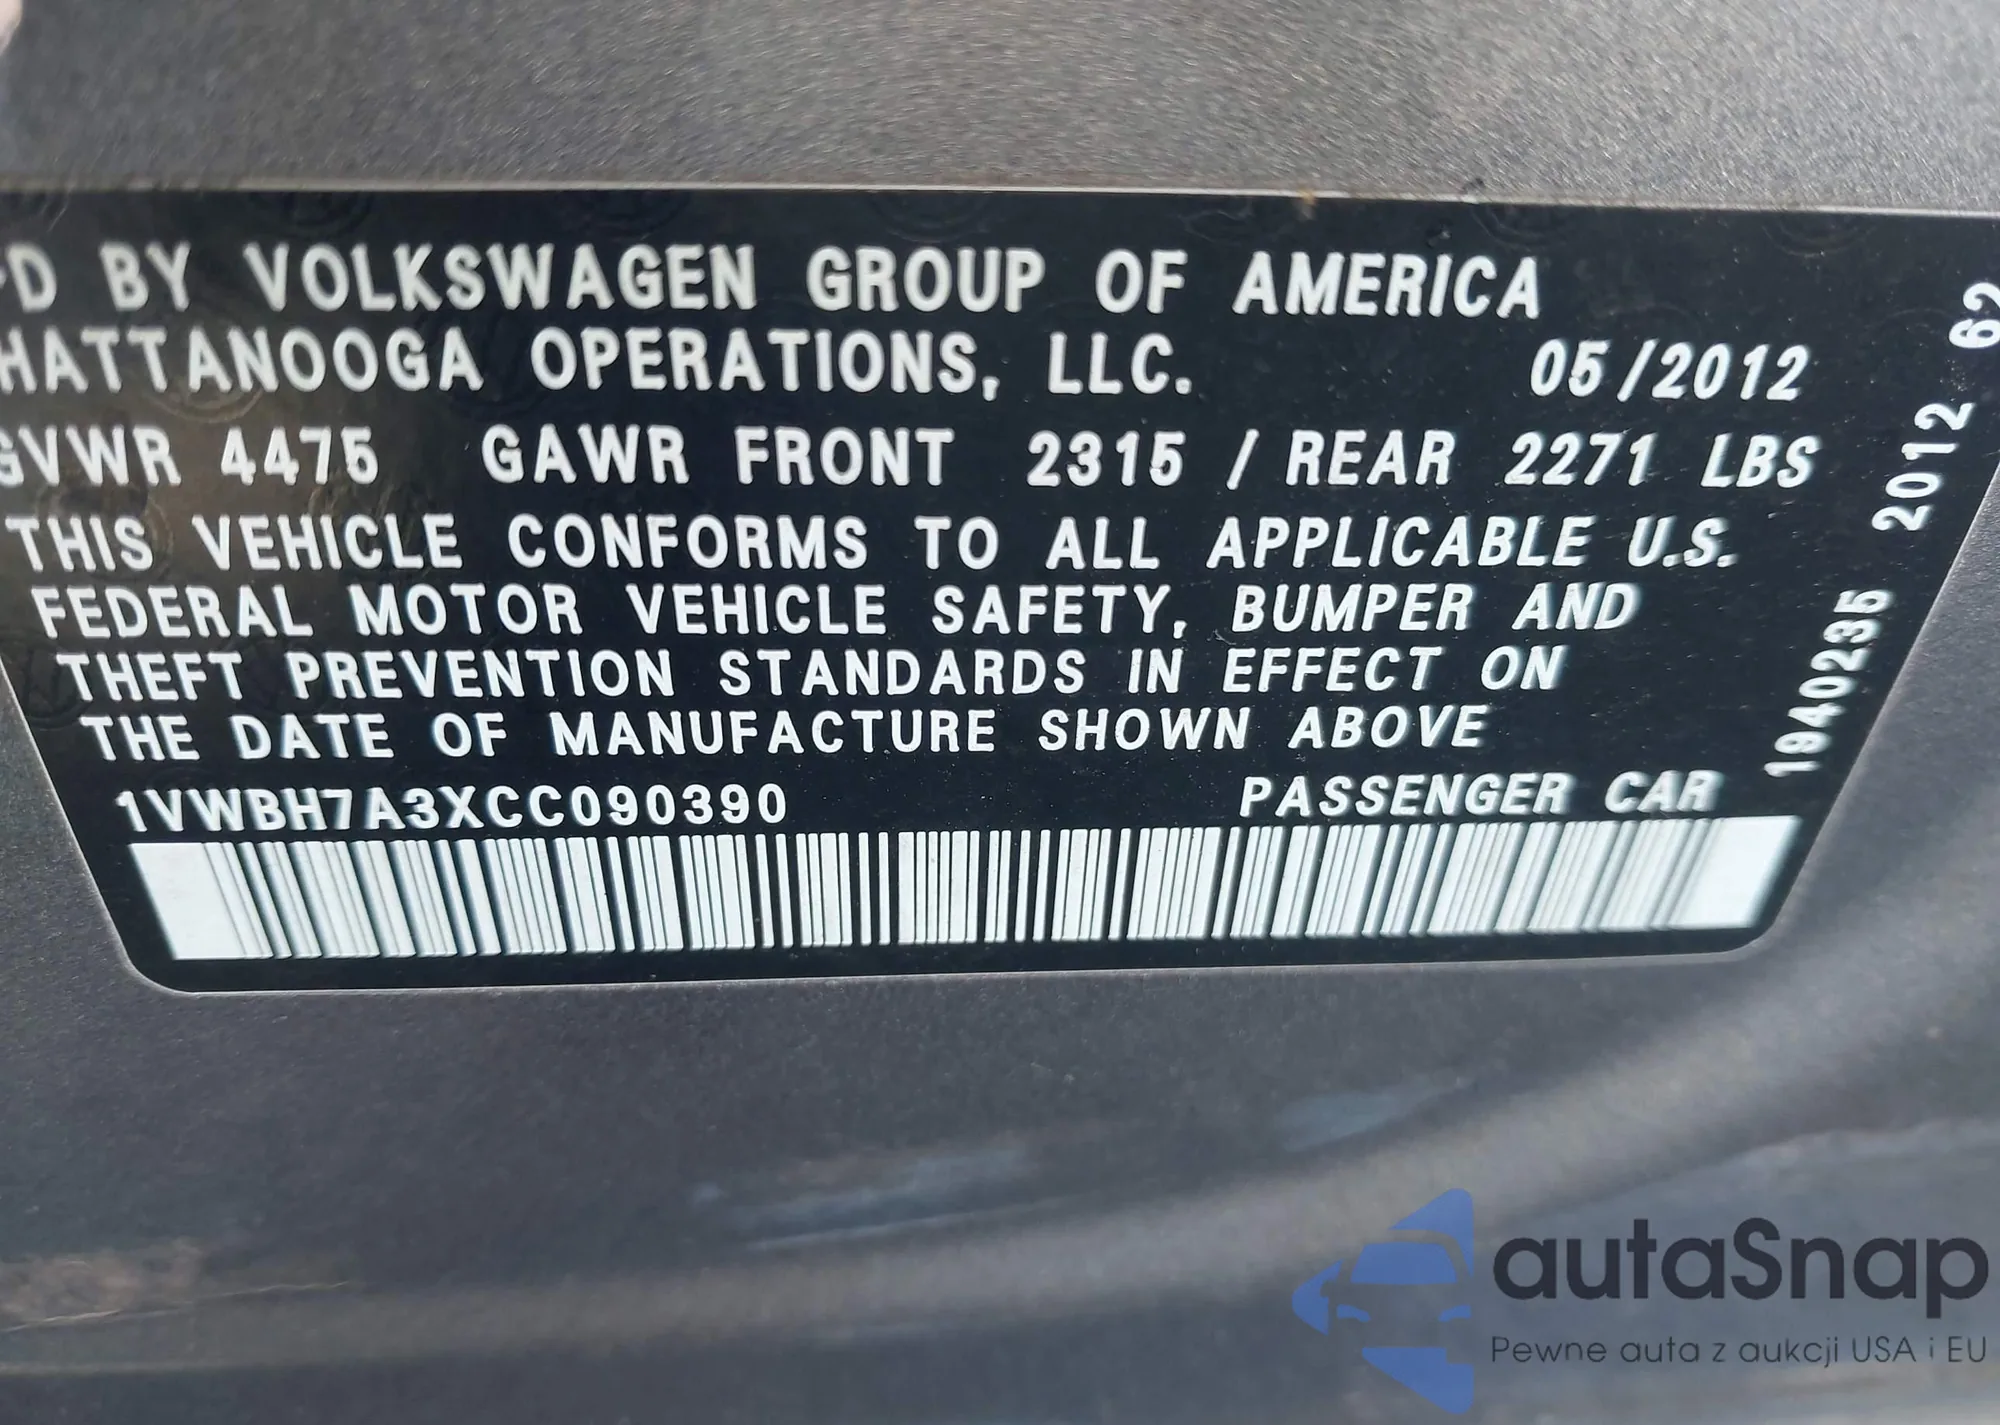 FD BY VOLKSWAGEN GROUP OF AMERICA
HATTANOOGA OPERATIONS, LLC. 05/2012
GVWR 4475 GAWR FRONT 2315 / REAR 2271 LBS
THIS VEHICLE CONFORMS TO ALL APPLICABLE U.S.
FEDERAL MOTOR VEHICLE SAFETY, BUMPER AND
THEFT PREVENTION STANDARDS IN EFFECT ON
THE DATE OF MANUFACTURE SHOWN ABOVE
1VWBH7A3XCC090390 PASSENGER CAR
1940235 2012 62
autaSnap
Pewne auta z aukcji USA i EU